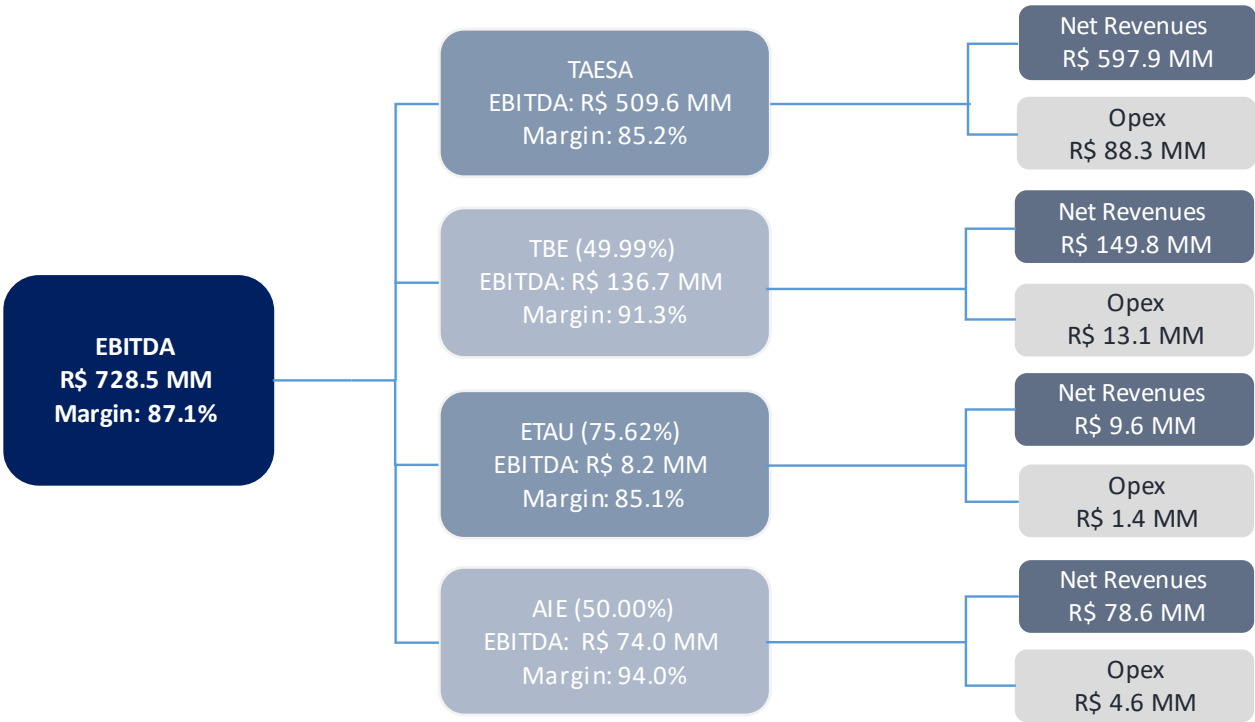 EBITDA
R$ 728.5 MM
Margin: 87.1%
TAESA
EBITDA: R$ 509.6 MM
Margin: 85.2%
Net Revenues
R$ 597.9 MM
Opex
R$ 88.3 MM
TBE (49.99%)
EBITDA: R$ 136.7 MM
Margin: 91.3%
Net Revenues
R$ 149.8 MM
Opex
R$ 13.1 MM
ETAU (75.62%)
EBITDA: R$ 8.2 MM
Margin: 85.1%
Net Revenues
R$ 9.6 MM
Opex
R$ 1.4 MM
AIE (50.00%)
EBITDA: R$ 74.0 MM
Margin: 94.0%
Net Revenues
R$ 78.6 MM
Opex
R$ 4.6 MM